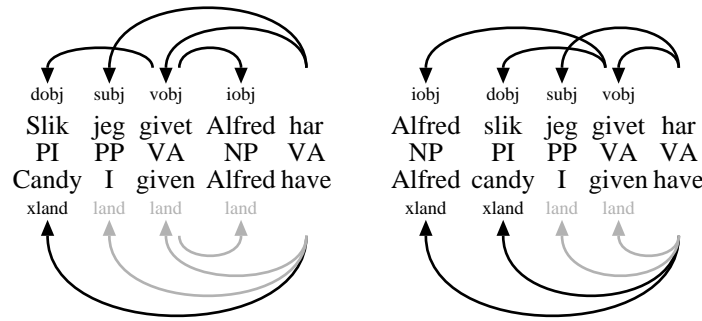 dobj subj vobj iobj
Slik jeg givet Alfred har
PI PP VA NP VA
Candy I given Alfred have
xland land land land
iobj dobj subj vobj
Alfred slik jeg givet har
NP PI PP VA VA
Alfred candy I given have
xland xland land land